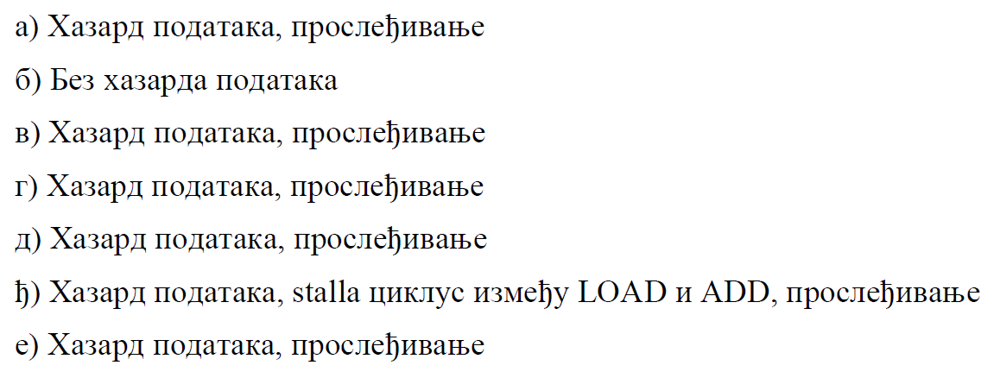 а) Хазард података, прослеђивање
б) Без хазарда података
в) Хазард података, прослеђивање
г) Хазард података, прослеђивање
д) Хазард података, прослеђивање
ђ) Хазард података, stalla циклус између LOAD и ADD, прослеђивање
е) Хазард података, прослеђивање